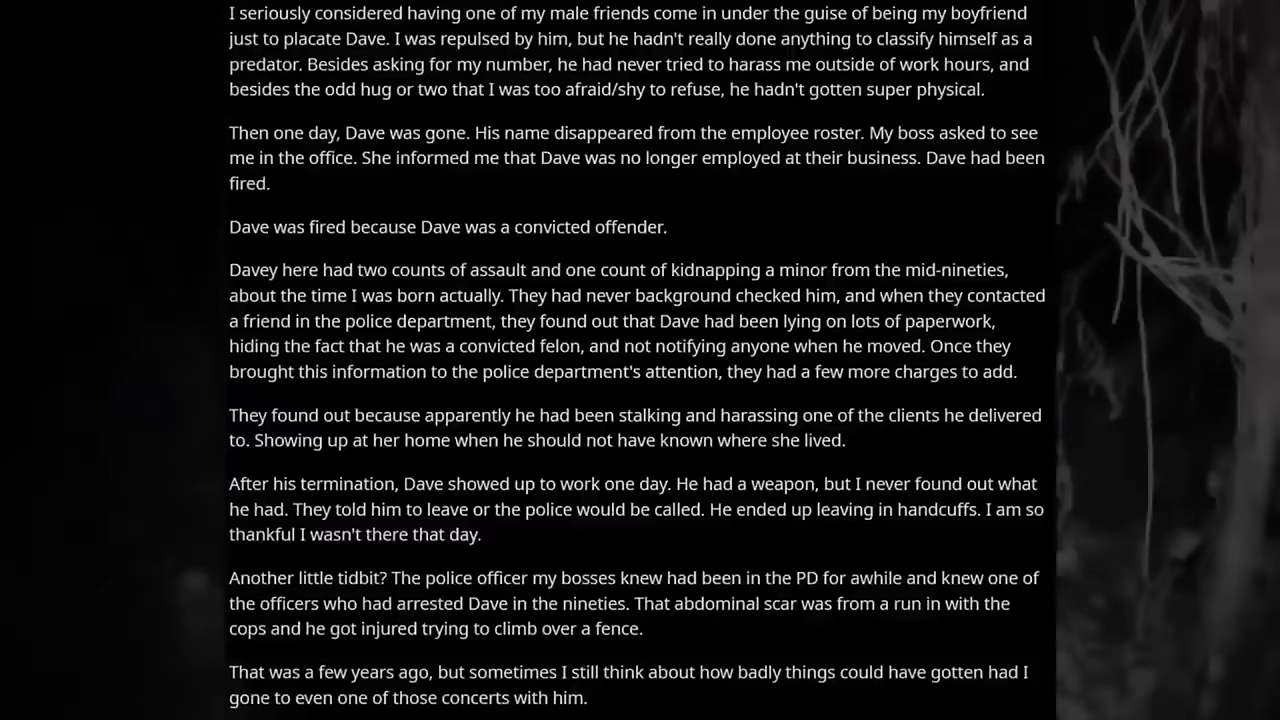 I seriously considered having one of my male friends come in under the guise of being my boyfriend
just to placate Dave. I was repulsed by him, but he hadn't really done anything to classify himself as a
predator. Besides asking for my number, he had never tried to harass me outside of work hours, and
besides the odd hug or two that I was too afraid/shy to refuse, he hadn't gotten super physical.
Then one day, Dave was gone. His name disappeared from the employee roster. My boss asked to see
me in the office. She informed me that Dave was no longer employed at their business. Dave had been
fired.
Dave was fired because Dave was a convicted offender.
Davey here had two counts of assault and one count of kidnapping a minor from the mid-nineties,
about the time I was born actually. They had never background checked him, and when they contacted
a friend in the police department, they found out that Dave had been lying on lots of paperwork,
hiding the fact that he was a convicted felon, and not notifying anyone when he moved. Once they
brought this information to the police department's attention, they had a few more charges to add.
They found out because apparently he had been stalking and harassing one of the clients he delivered
to. Showing up at her home when he should not have known where she lived.
After his termination, Dave showed up to work one day. He had a weapon, but I never found out what
he had. They told him to leave or the police would be called. He ended up leaving in handcuffs. I am so
thankful I wasn't there that day.
Another little tidbit? The police officer my bosses knew had been in the PD for awhile and knew one of
the officers who had arrested Dave in the nineties. That abdominal scar was from a run in with the
cops and he got injured trying to climb over a fence.
That was a few years ago, but sometimes I still think about how badly things could have gotten had I
gone to even one of those concerts with him.